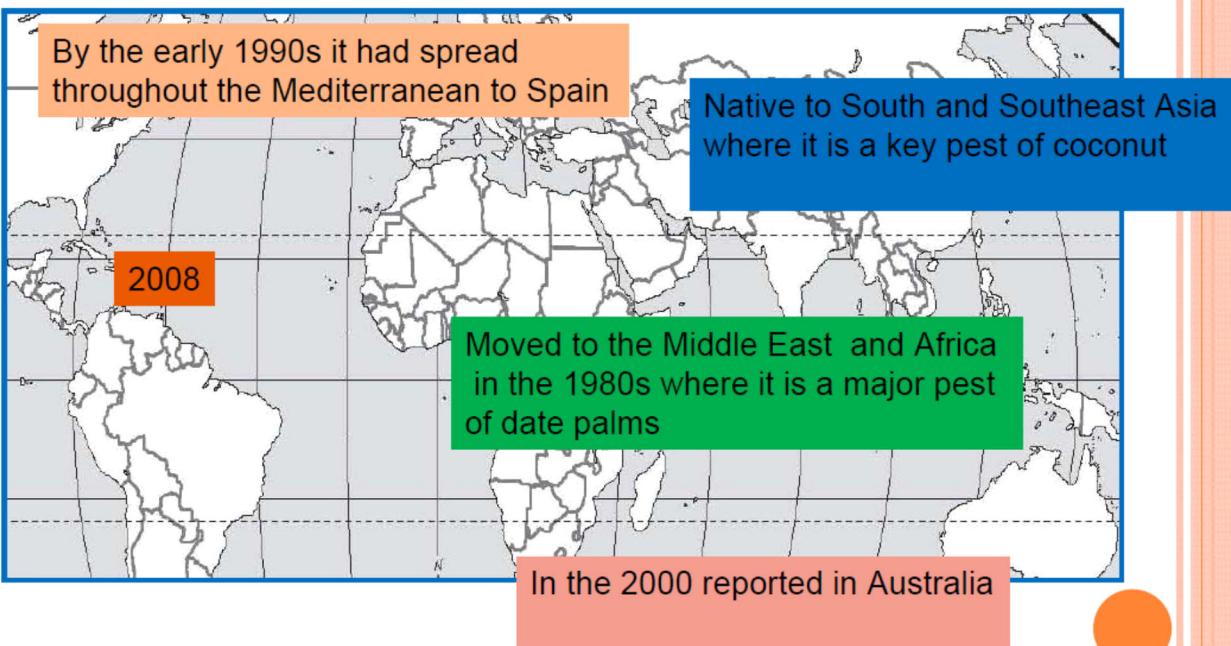 By the early 1990s it had spread
throughout the Mediterranean to Spain
Native to South and Southeast Asia
where it is a key pest of coconut
2008
Moved to the Middle East and Africa
in the 1980s where it is a major pest
of date palms
In the 2000 reported in Australia